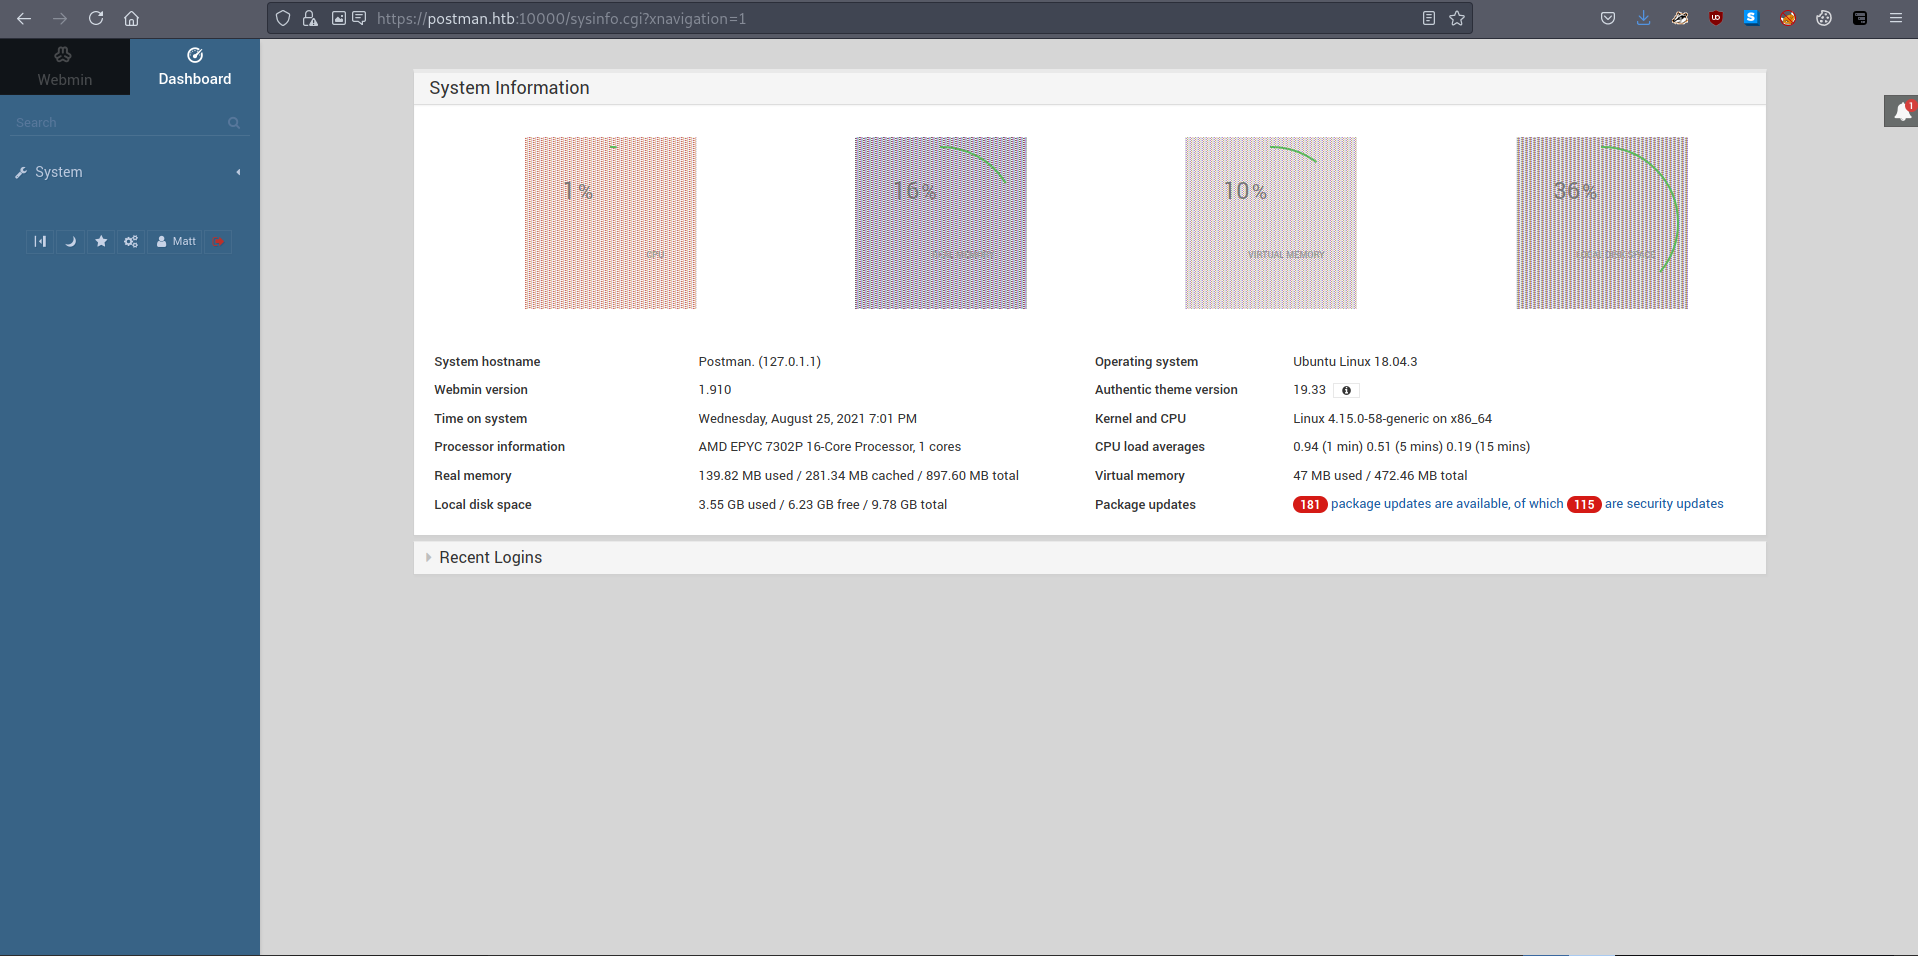 https://postman.htb:10000/sysinfo.cgi?xnavigation=1
Webmin
Dashboard
Search
System
Matt
1
System Information
1%
16%
10%
36%
CPU
REAL MEMORY
VIRTUAL MEMORY
LOCAL DISK SPACE
System hostname Postman. (127.0.1.1) Operating system Ubuntu Linux 18.04.3
Webmin version 1.910 Authentic theme version 19.33
Time on system Wednesday, August 25, 2021 7:01 PM Kernel and CPU Linux 4.15.0-58-generic on x86_64
Processor information AMD EPYC 7302P 16-Core Processor, 1 cores CPU load averages 0.94 (1 min) 0.51 (5 mins) 0.19 (15 mins)
Real memory 139.82 MB used / 281.34 MB cached / 897.60 MB total Virtual memory 47 MB used / 472.46 MB total
Local disk space 3.55 GB used / 6.23 GB free / 9.78 GB total Package updates 181 package updates are available, of which 115 are security updates
Recent Logins